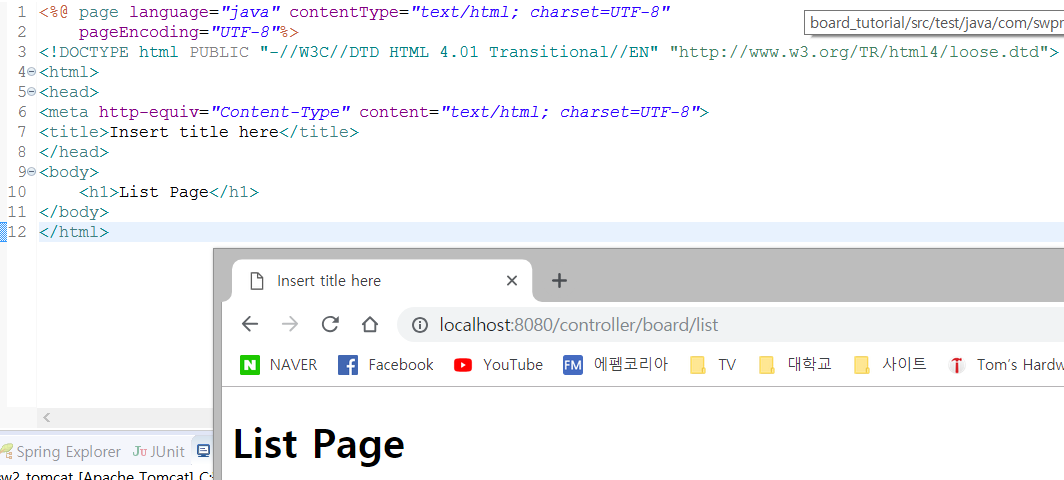 1 <%@ page language="java" contentType="text/html; charset=UTF-8"
2 pageEncoding="UTF-8"%>
3 <!DOCTYPE html PUBLIC "-//W3C//DTD HTML 4.01 Transitional//EN" "http://www.w3.org/TR/html4/loose.dtd">
4 <html>
5 <head>
6 <meta http-equiv="Content-Type" content="text/html; charset=UTF-8">
7 <title>Insert title here</title>
8 </head>
9 <body>
10 <h1>List Page</h1>
11 </body>
12 </html>
board_tutorial/src/test/java/com/swpr
Insert title here
localhost:8080/controller/board/list
NAVER Facebook YouTube FM 에펨코리아 TV 대학교 사이트 Tom's Hardw
List Page
Spring Explorer JU JUnit
sw2 tomcat [Apache Tomcat] C: